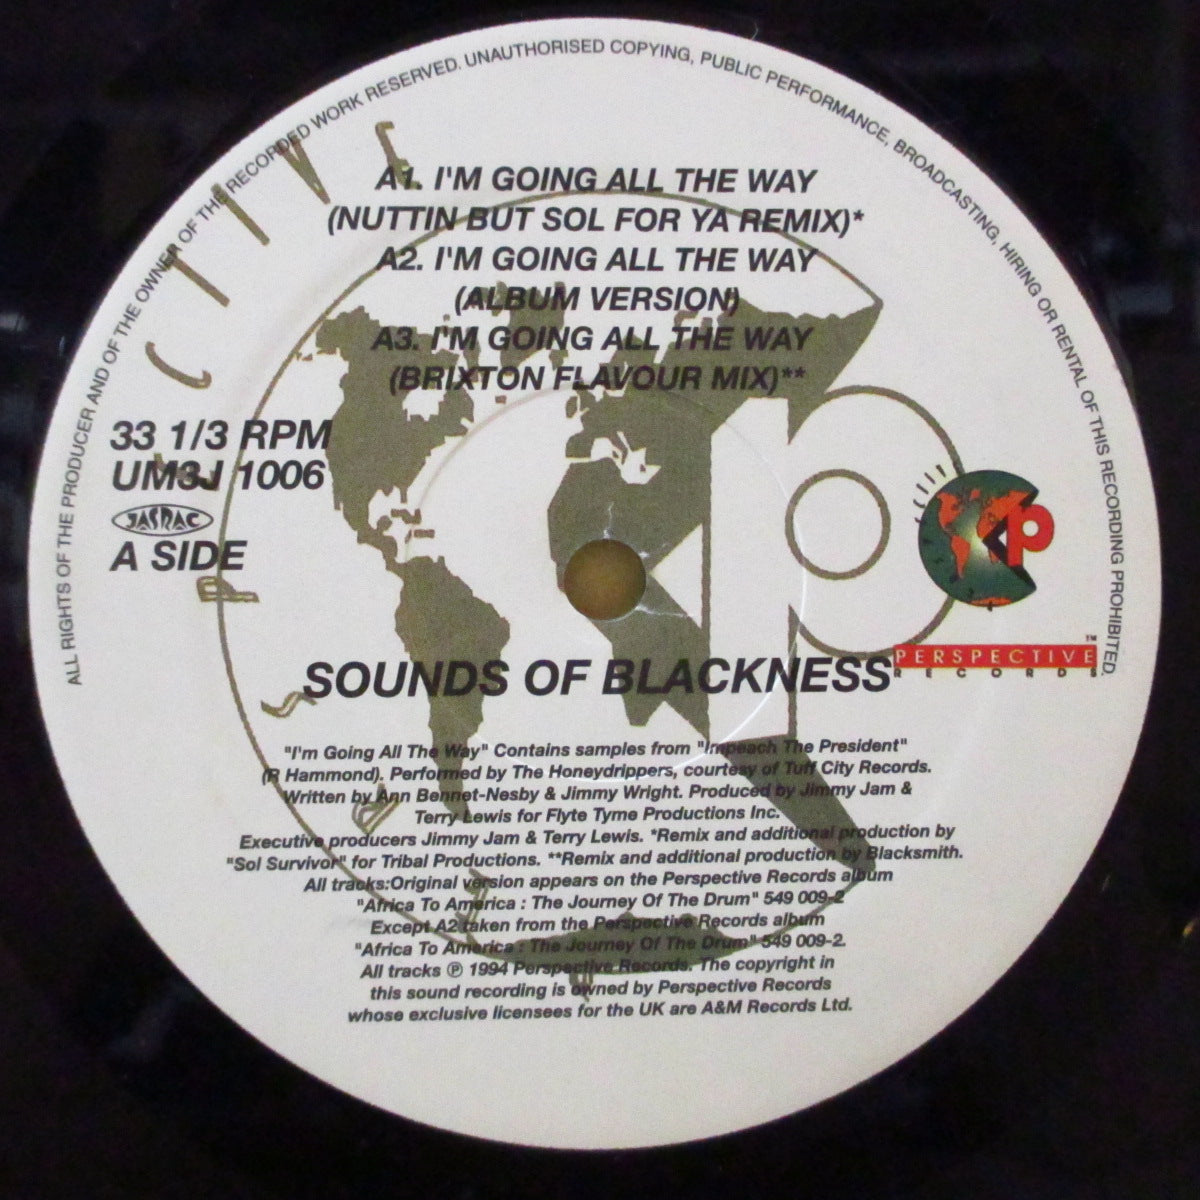 ALL RIGHTS OF THE PRODUCER AND OF THE OWNER OF THE RECORDED WORK RESERVED. UNAUTHORISED COPYING, PUBLIC PERFORMANCE, BROADCASTING, HIRING OR RENTAL OF THIS RECORDING PROHIBITED.
A1. I'M GOING ALL THE WAY
(NUTTIN BUT SOL FOR YA REMIX)*
A2. I'M GOING ALL THE WAY
(ALBUM VERSION)
A3. I'M GOING ALL THE WAY
(BRIXTON FLAVOUR MIX)**
33 1/3 RPM
UM3J 1006
JASRAC
A SIDE
p
PERSPECTIVE™
RECORDS
SOUNDS OF BLACKNESS
"I'm Going All The Way" Contains samples from "Impeach The President"
(R Hammond). Performed by The Honeydrippers, courtesy of Tuff City Records.
Written by Ann Bennet-Nesby & Jimmy Wright. Produced by Jimmy Jam &
Terry Lewis for Flyte Tyme Productions Inc.
Executive producers Jimmy Jam & Terry Lewis. *Remix and additional production by
"Sol Survivor" for Tribal Productions. **Remix and additional production by Blacksmith.
All tracks:Original version appears on the Perspective Records album
"Africa To America : The Journey Of The Drum" 549 009-2
Except A2 taken from the Perspective Records album
"Africa To America : The Journey Of The Drum" 549 009-2.
All tracks ℗ 1994 Perspective Records. The copyright in
this sound recording is owned by Perspective Records
whose exclusive licensees for the UK are A&M Records Ltd.